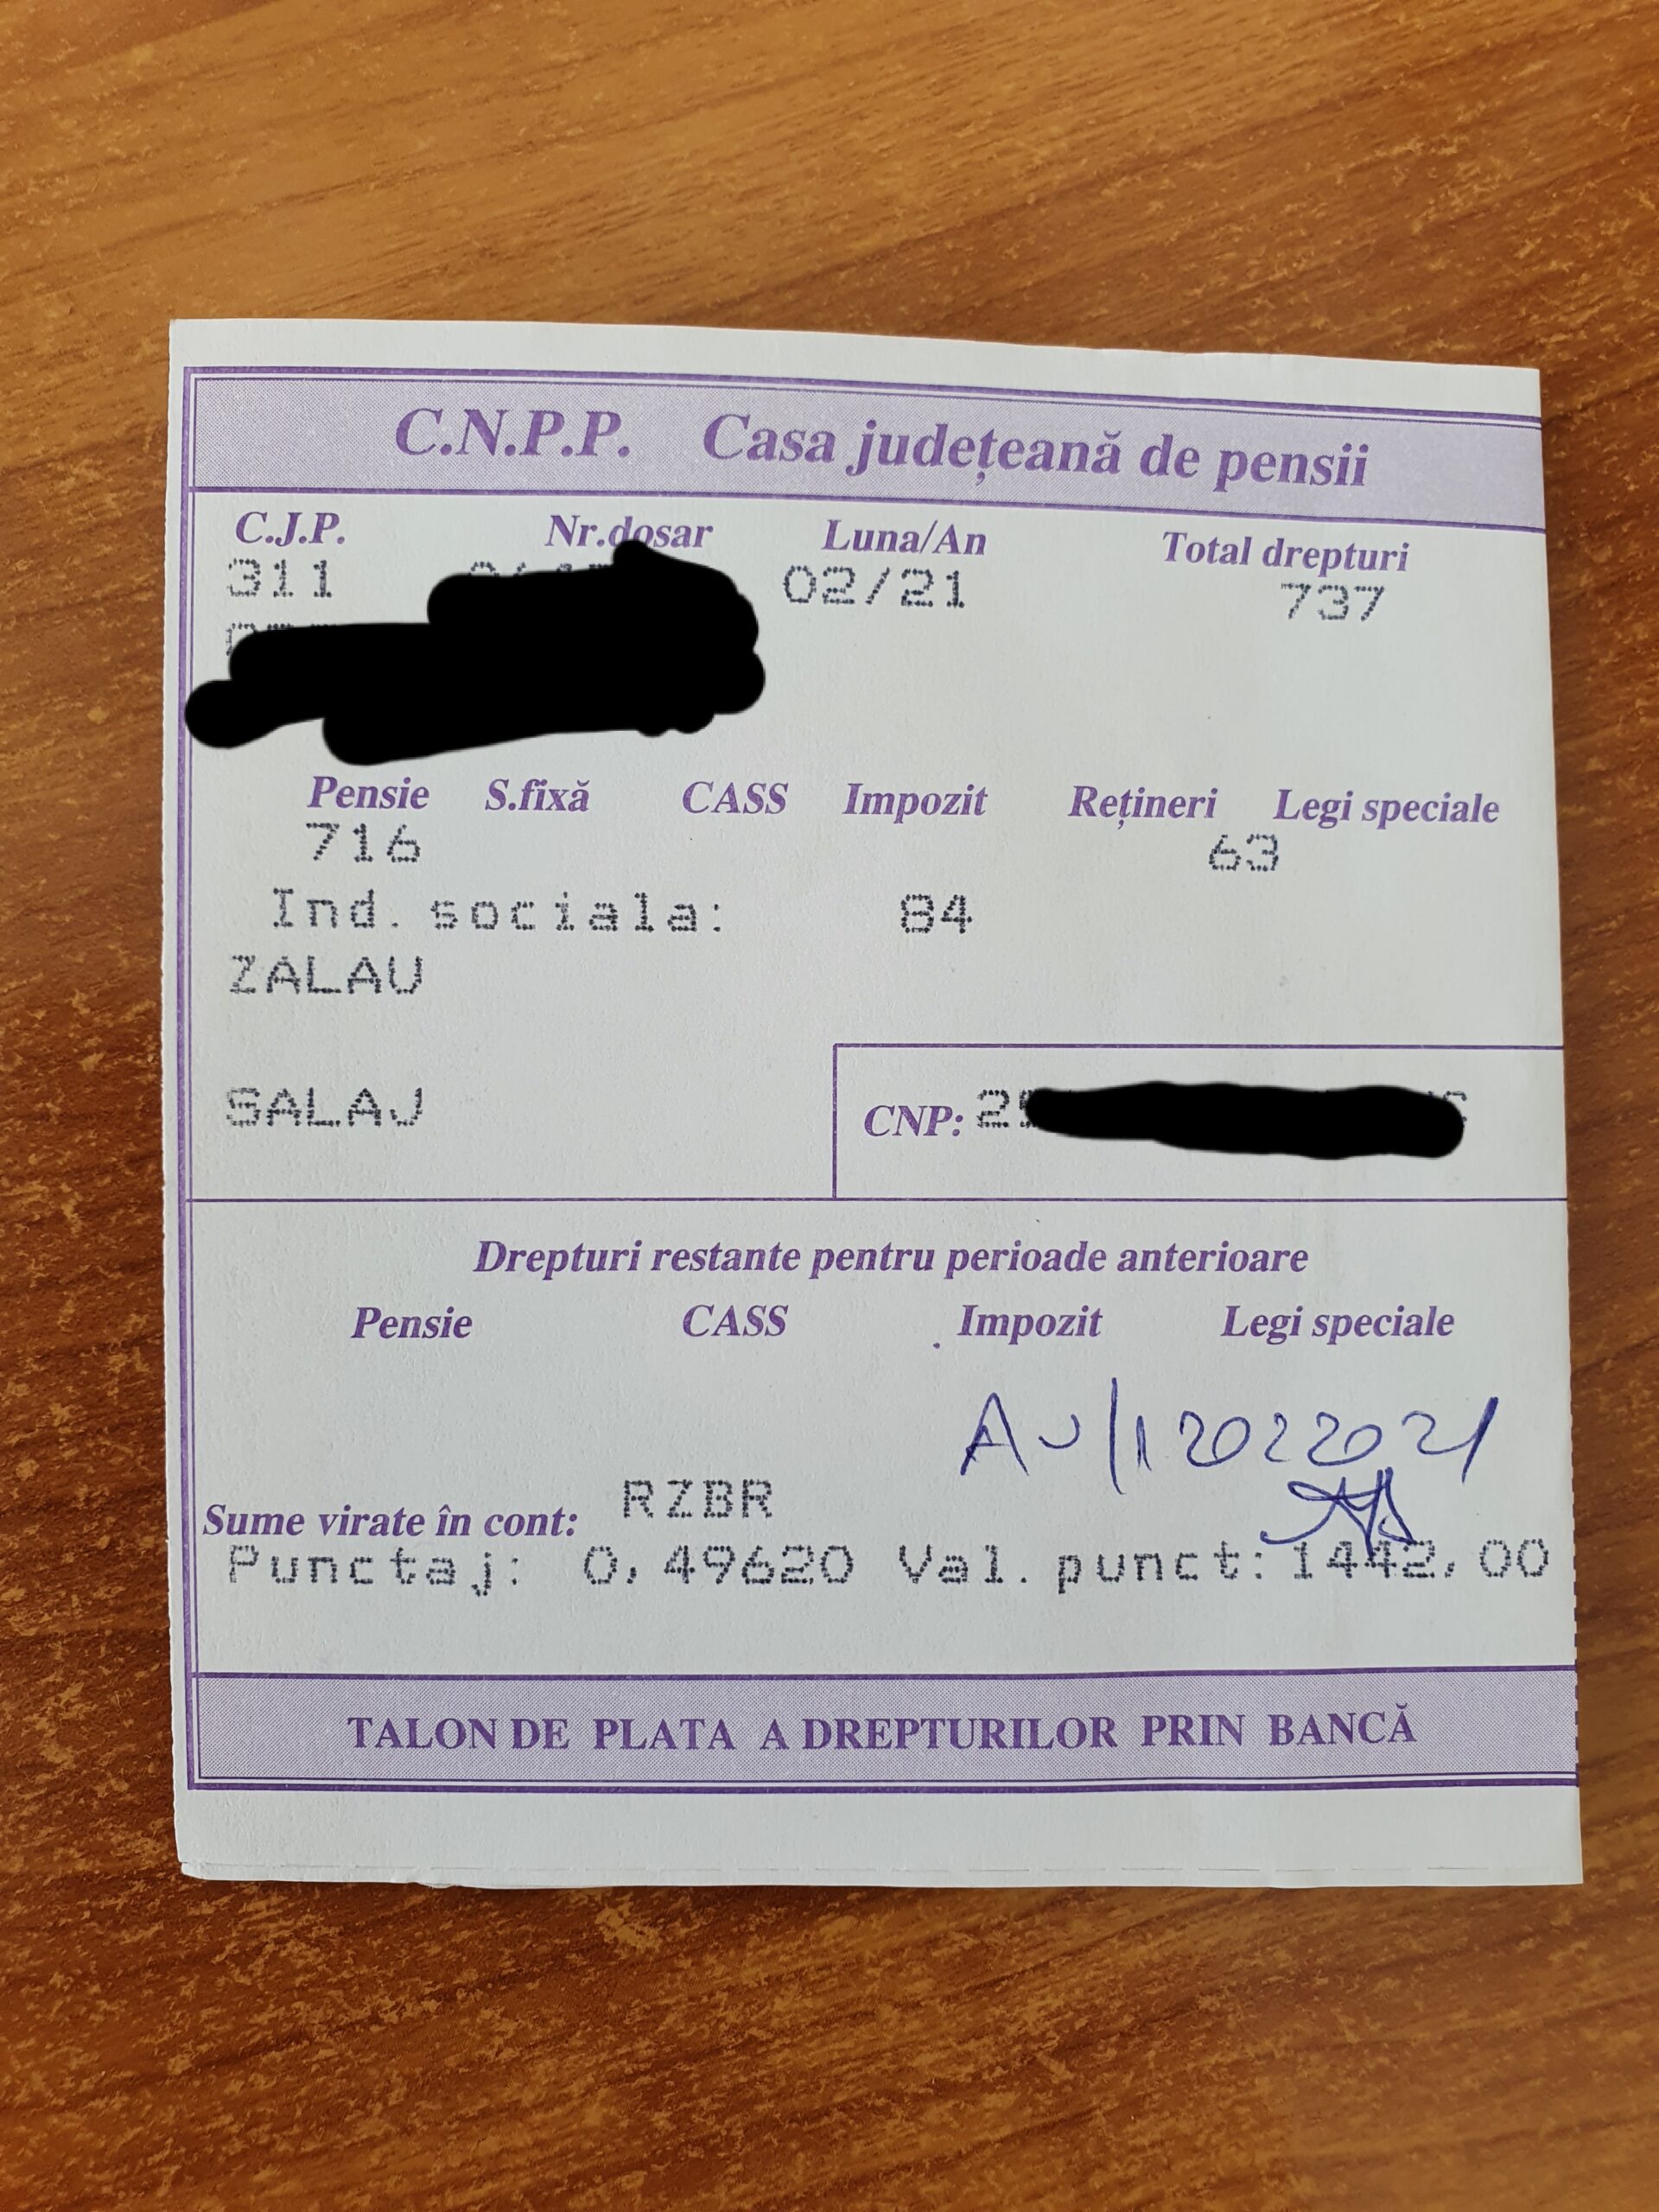 C.N.P.P. Casa județeană de pensii
C.J.P. Nr.dosar Luna/An Total drepturi
311 02/21 737
Pensie S.fixă CASS Impozit Rețineri Legi speciale
716 63
Ind. sociala: 84
ZALAU
SALAJ
CNP: 2
Drepturi restante pentru perioade anterioare
Pensie CASS Impozit Legi speciale
Sume virate în cont: RZBR
Punctaj: 0,49620 Val. punct: 1442,00
TALON DE PLATA A DREPTURILOR PRIN BANCĂ